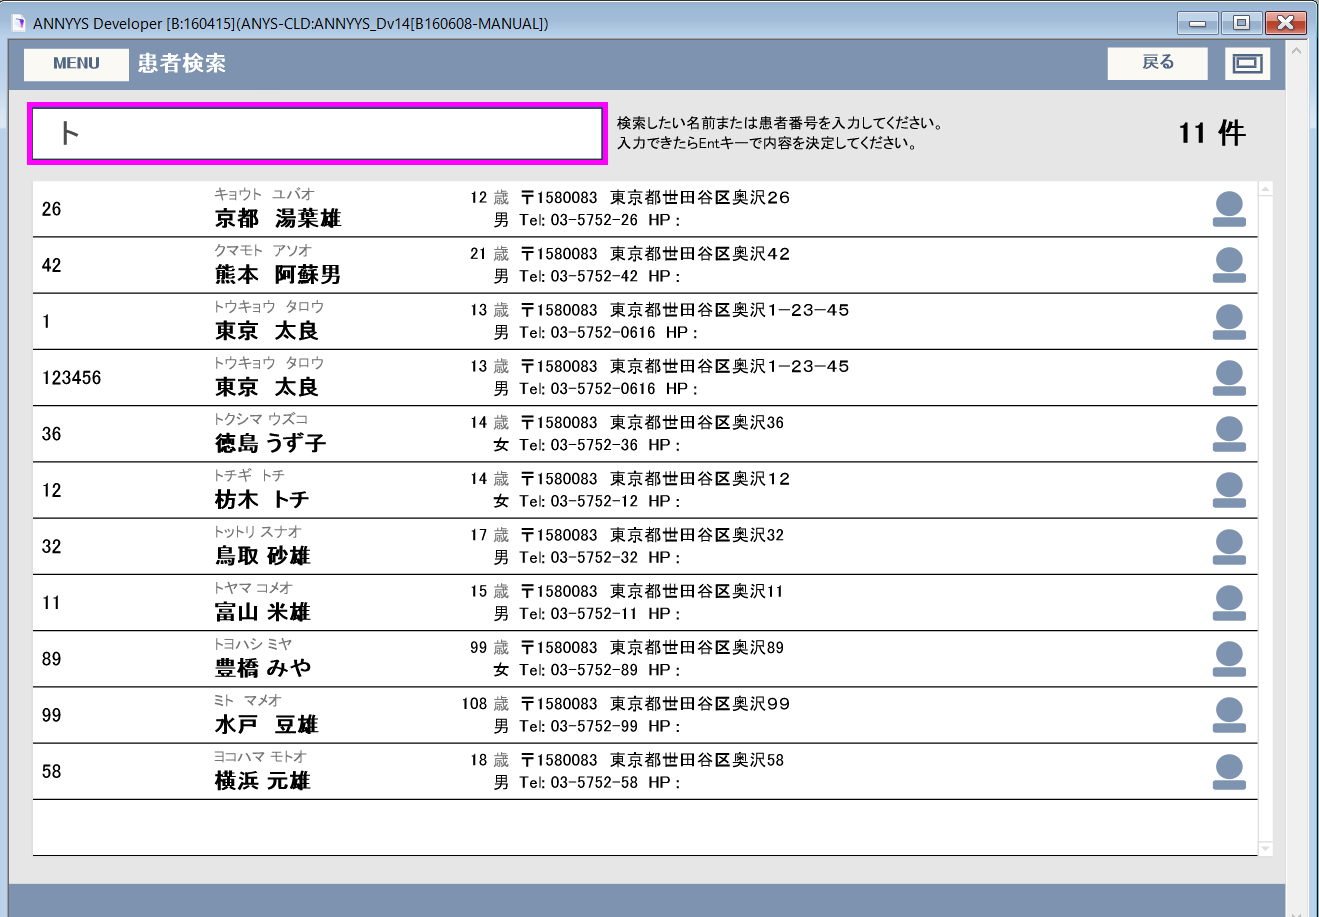 ANNYYS Developer [B:160415](ANYS-CLD:ANNYYS_Dv14[B160608-MANUAL])
MENU 患者検索 戻る
ト
検索したい名前または患者番号を入力してください。
入力できたらEntキーで内容を決定してください。
11 件
キョウト ユバオ
26 京都 湯葉雄
12 歳 〒1580083 東京都世田谷区奥沢26
男 Tel: 03-5752-26 HP :
クマモト アソオ
42 熊本 阿蘇男
21 歳 〒1580083 東京都世田谷区奥沢42
男 Tel: 03-5752-42 HP :
トウキョウ タロウ
1 東京 太良
13 歳 〒1580083 東京都世田谷区奥沢1−23−45
男 Tel: 03-5752-0616 HP :
トウキョウ タロウ
123456 東京 太良
13 歳 〒1580083 東京都世田谷区奥沢1−23−45
男 Tel: 03-5752-0616 HP :
トクシマ ウズコ
36 徳島 うず子
14 歳 〒1580083 東京都世田谷区奥沢36
女 Tel: 03-5752-36 HP :
トチギ トチ
12 枋木 トチ
14 歳 〒1580083 東京都世田谷区奥沢12
女 Tel: 03-5752-12 HP :
トットリ スナオ
32 鳥取 砂雄
17 歳 〒1580083 東京都世田谷区奥沢32
男 Tel: 03-5752-32 HP :
トヤマ コメオ
11 富山 米雄
15 歳 〒1580083 東京都世田谷区奥沢11
男 Tel: 03-5752-11 HP :
トヨハシ ミヤ
89 豊橋 みや
99 歳 〒1580083 東京都世田谷区奥沢89
女 Tel: 03-5752-89 HP :
ミト マメオ
99 水戸 豆雄
108 歳 〒1580083 東京都世田谷区奥沢99
男 Tel: 03-5752-99 HP :
ヨコハマ モトオ
58 横浜 元雄
18 歳 〒1580083 東京都世田谷区奥沢58
男 Tel: 03-5752-58 HP :